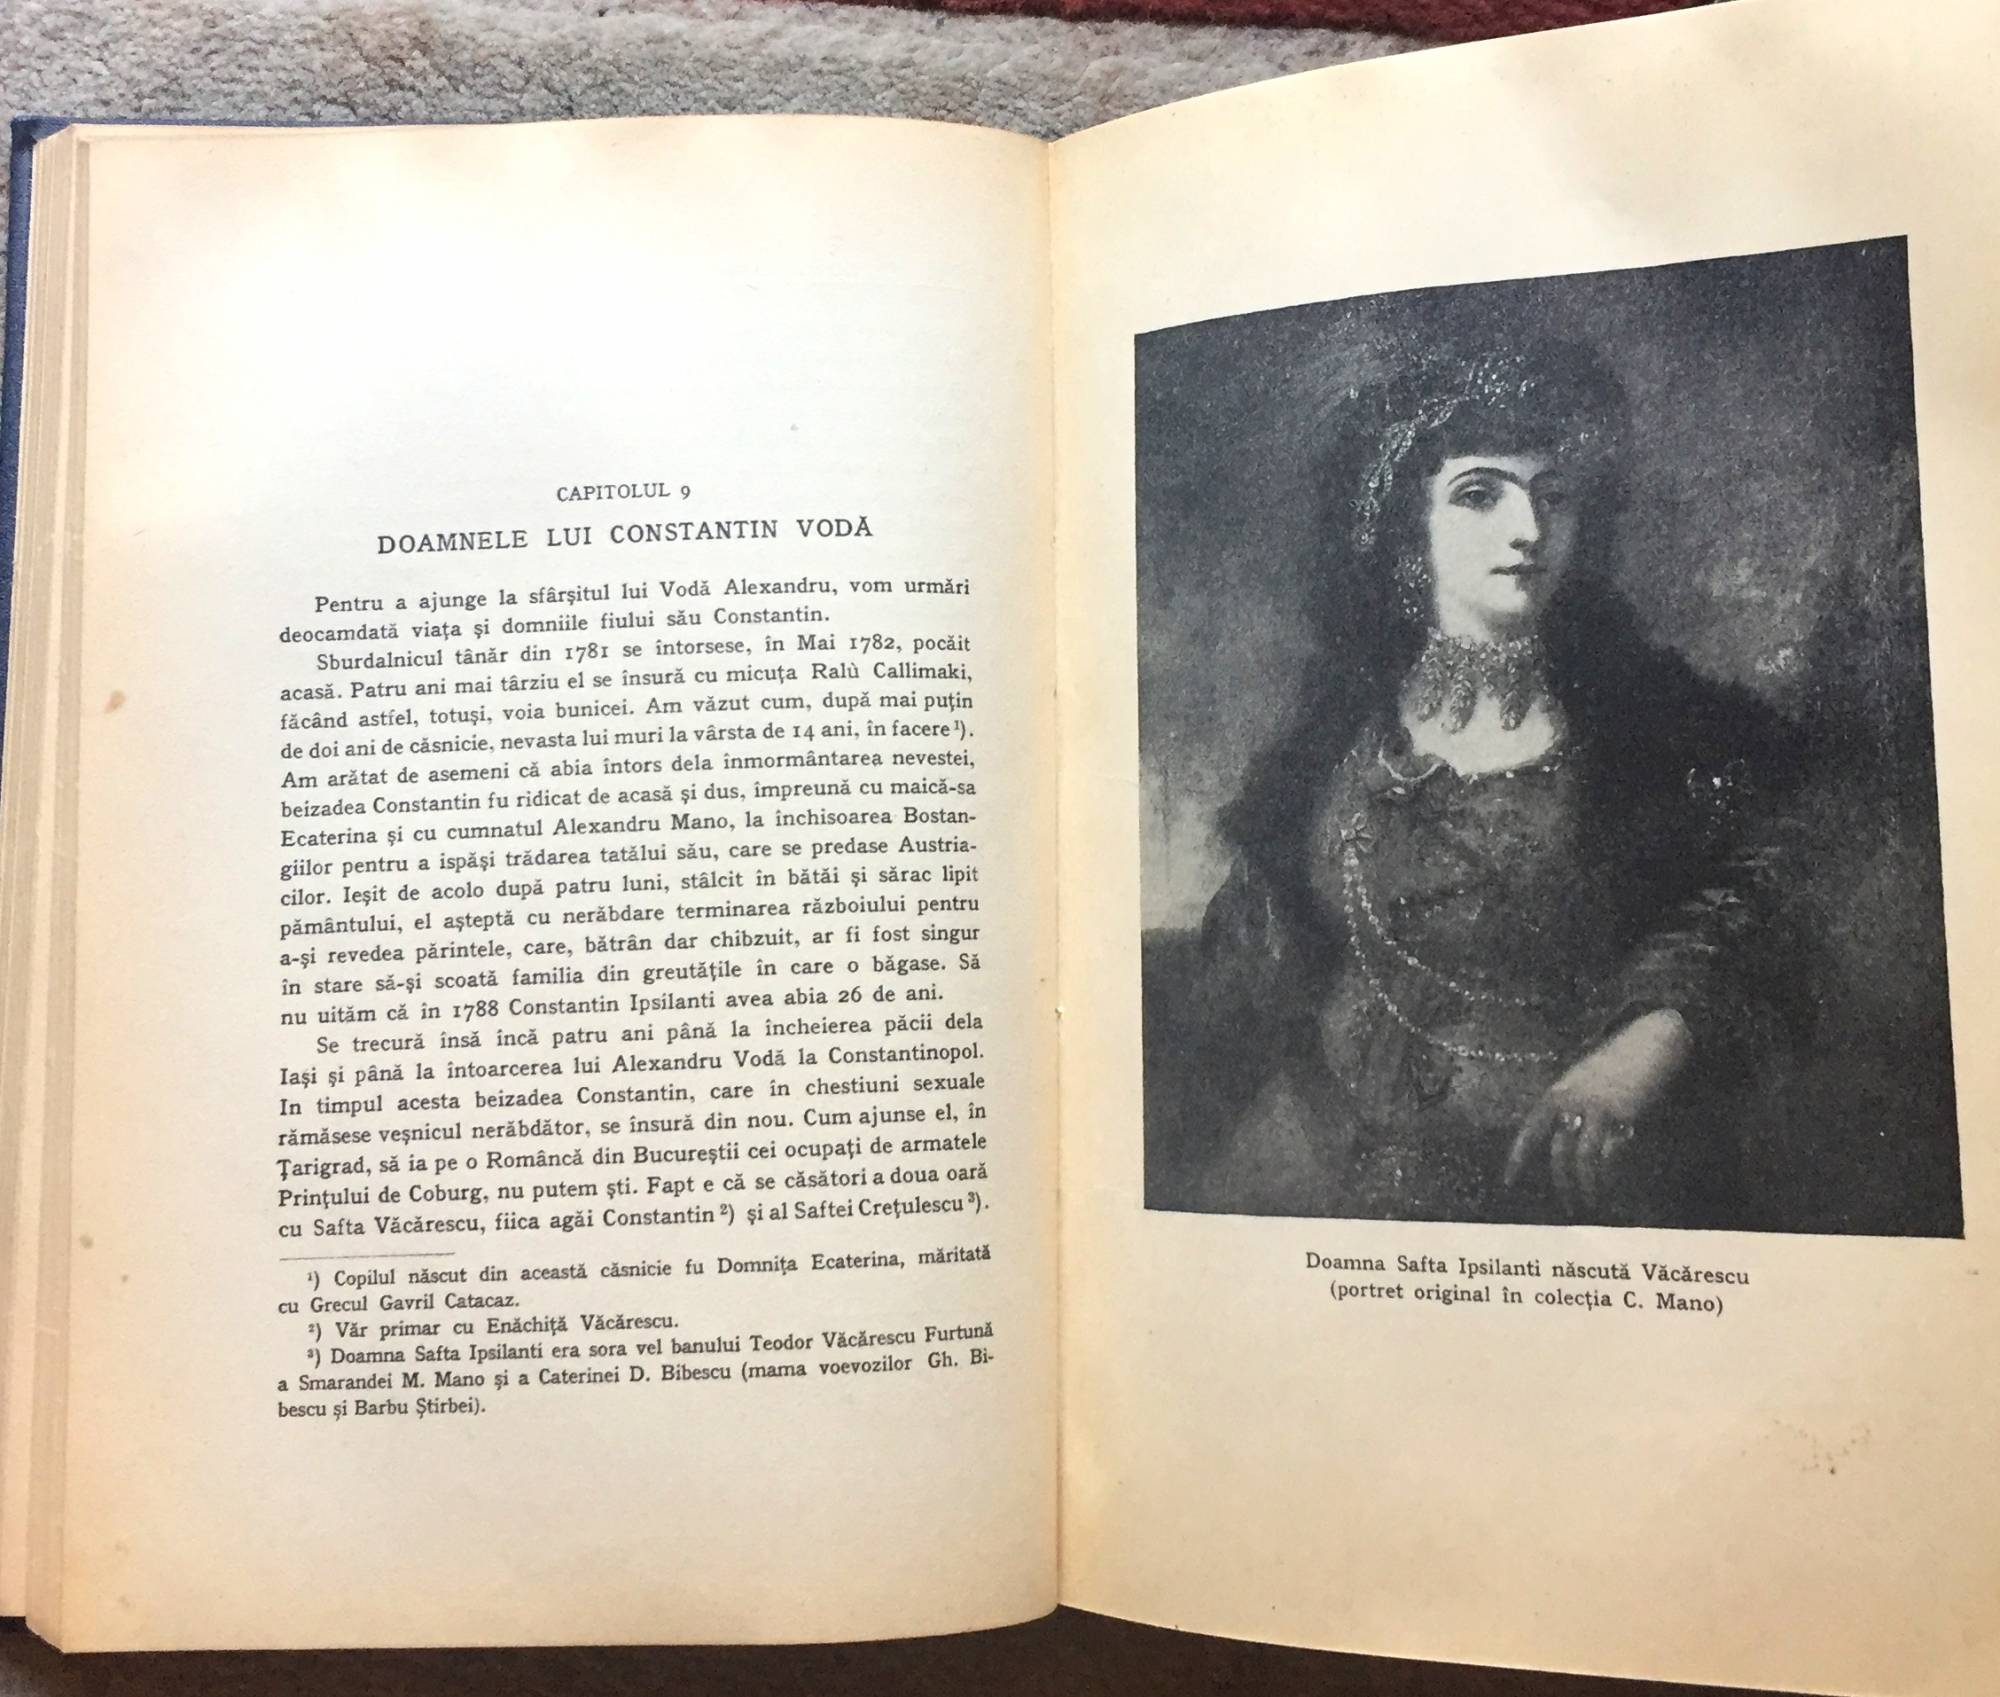 CAPITOLUL 9
DOAMNELE LUI CONSTANTIN VODĂ
Pentru a ajunge la sfârşitul lui Vodă Alexandru, vom urmări
deocamdată viaţa şi domniile fiului său Constantin.
Sburdalnicul tânăr din 1781 se întorsese, în Mai 1782, pocăit
acasă. Patru ani mai târziu el se însură cu micuţa Ralù Callimaki,
făcând astfel, totuşi, voia bunicei. Am văzut cum, după mai puţin
de doi ani de căsnicie, nevasta lui muri la vârsta de 14 ani, în facere ¹).
Am arătat de asemeni că abia întors dela înmormântarea nevestei,
beizadea Constantin fu ridicat de acasă şi dus, împreună cu maică-sa
Ecaterina şi cu cumnatul Alexandru Mano, la închisoarea Bostan-
giilor pentru a ispăşi trădarea tatălui său, care se predase Austria-
cilor. Ieşit de acolo după patru luni, stâlcit în bătăi şi sărac lipit
pământului, el aşteptă cu nerăbdare terminarea războiului pentru
a-şi revedea părintele, care, bătrân dar chibzuit, ar fi fost singur
în stare să-şi scoată familia din greutăţile în care o băgase. Să
nu uităm că în 1788 Constantin Ipsilanti avea abia 26 de ani.
Se trecură însă încă patru ani până la încheierea păcii dela
Iaşi şi până la întoarcerea lui Alexandru Vodă la Constantinopol.
In timpul acesta beizadea Constantin, care în chestiuni sexuale
rămăsese veşnicul nerăbdător, se însură din nou. Cum ajunse el, în
Ţarigrad, să ia pe o Româncă din Bucureştii cei ocupaţi de armatele
Prinţului de Coburg, nu putem şti. Fapt e că se căsători a doua oară
cu Safta Văcărescu, fiica agăi Constantin ²) şi al Saftei Creţulescu ³).
¹) Copilul născut din această căsnicie fu Domniţa Ecaterina, măritată
cu Grecul Gavril Catacaz.
²) Văr primar cu Enăchiţă Văcărescu.
³) Doamna Safta Ipsilanti era sora vel banului Teodor Văcărescu Furtună
a Smarandei M. Mano şi a Caterinei D. Bibescu (mama voevozilor Gh. Bi-
bescu şi Barbu Ştirbei).
Doamna Safta Ipsilanti născută Văcărescu
(portret original în colecţia C. Mano)